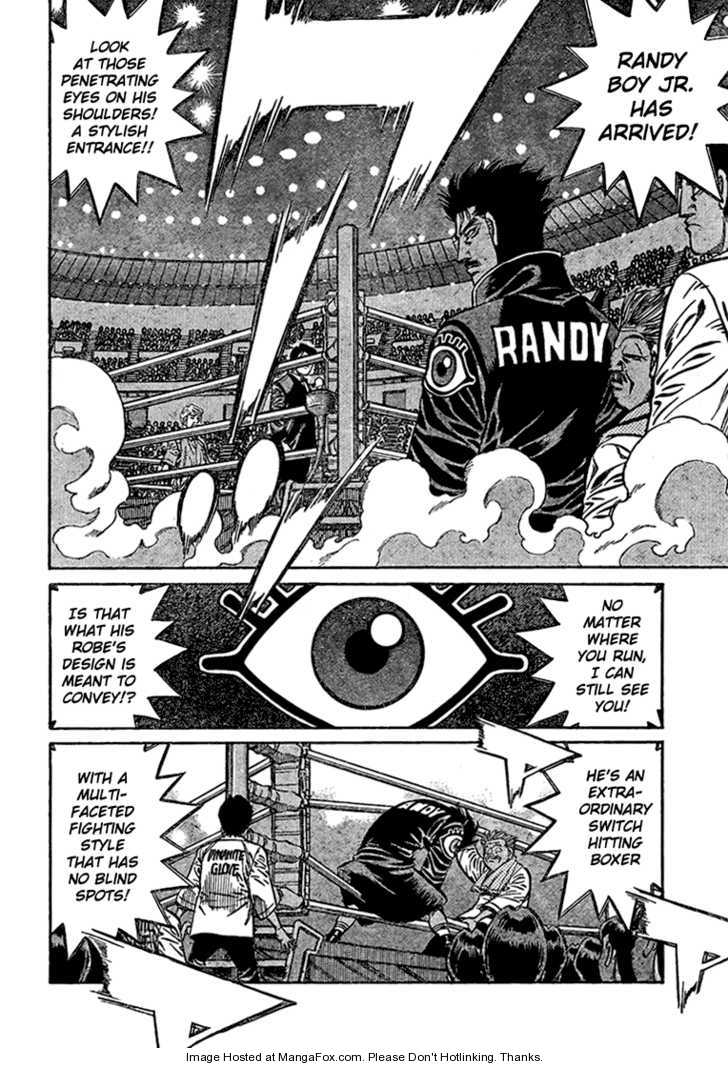 RANDY
BOY JR.
HAS
ARRIVED!
LOOK
AT THOSE
PENETRATING
EYES ON HIS
SHOULDERS!
A STYLISH
ENTRANCE!!
RANDY
NO
MATTER
WHERE
YOU RUN,
I CAN
STILL SEE
YOU!
IS THAT
WHAT HIS
ROBE'S
DESIGN IS
MEANT TO
CONVEY!?
HE'S AN
EXTRA-
ORDINARY
SWITCH
HITTING
BOXER
WITH A
MULTI-
FACETED
FIGHTING
STYLE
THAT HAS
NO BLIND
SPOTS!
RANDY
DYNAMITE
GLOVE
Image Hosted at MangaFox.com. Please Don't Hotlinking. Thanks.